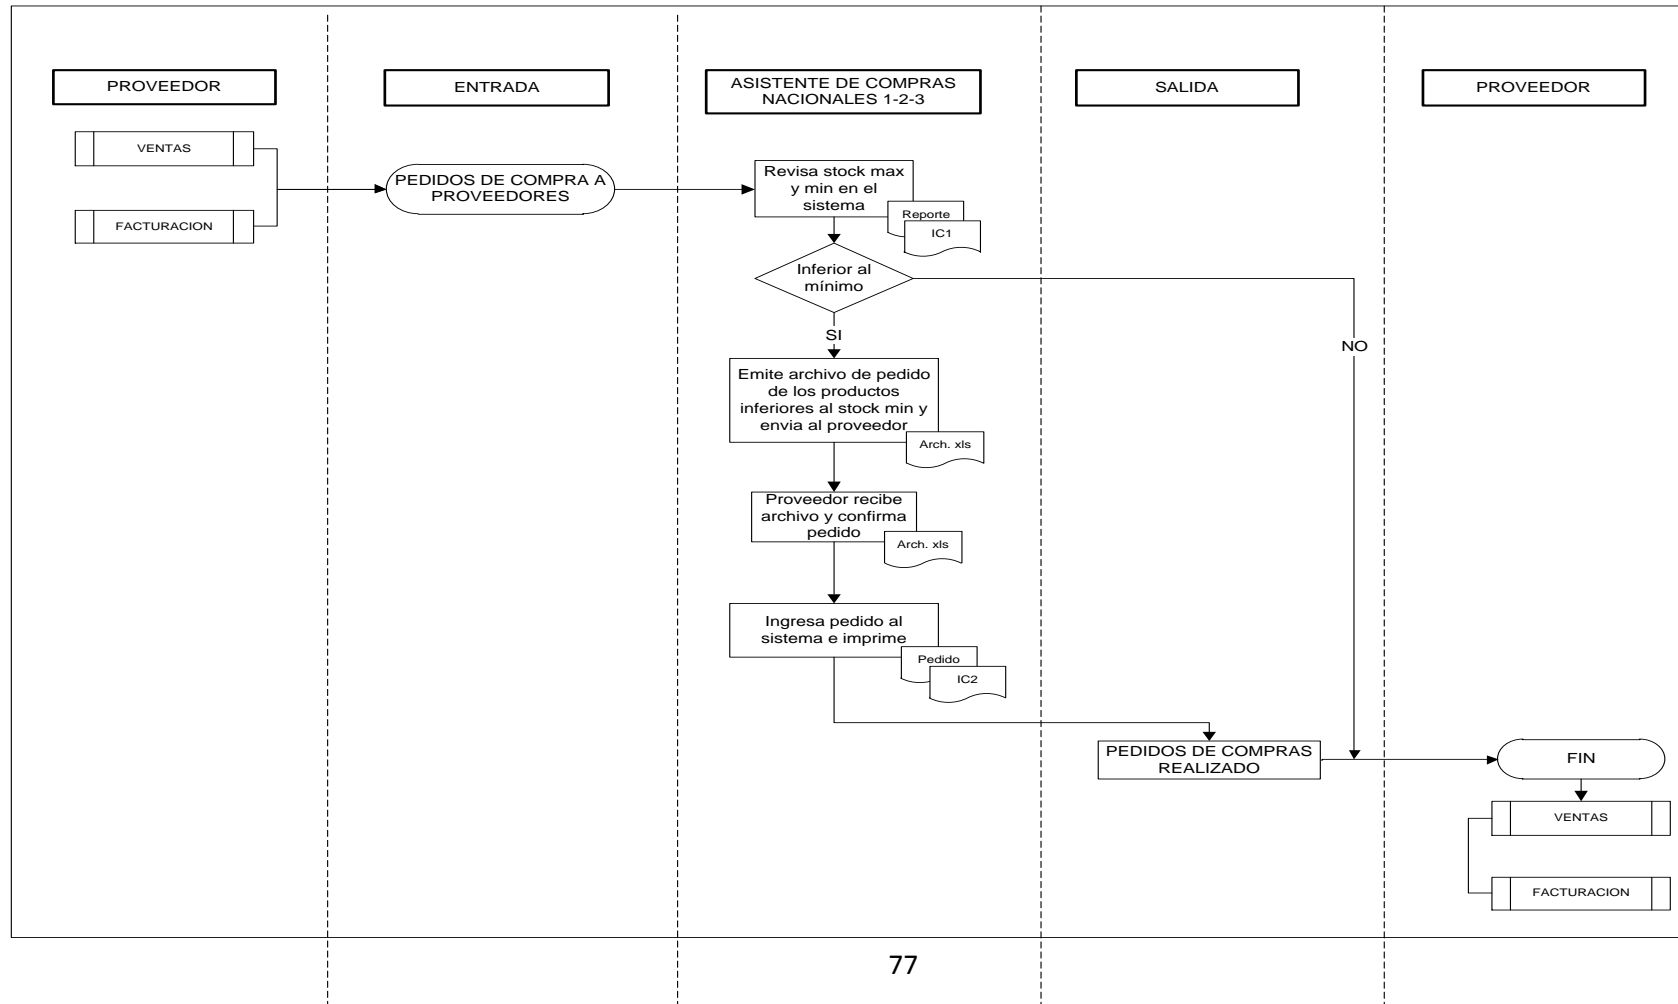 PROVEEDOR
ENTRADA
ASISTENTE DE COMPRAS
NACIONALES 1-2-3
SALIDA
PROVEEDOR
VENTAS
FACTURACION
PEDIDOS DE COMPRA A
PROVEEDORES
Revisa stock max
y min en el
sistema
Reporte
IC1
Inferior al
mínimo
SI
NO
Emite archivo de pedido
de los productos
inferiores al stock min y
envia al proveedor
Arch. xls
Proveedor recibe
archivo y confirma
pedido
Arch. xls
Ingresa pedido al
sistema e imprime
Pedido
IC2
PEDIDOS DE COMPRAS
REALIZADO
FIN
VENTAS
FACTURACION
77